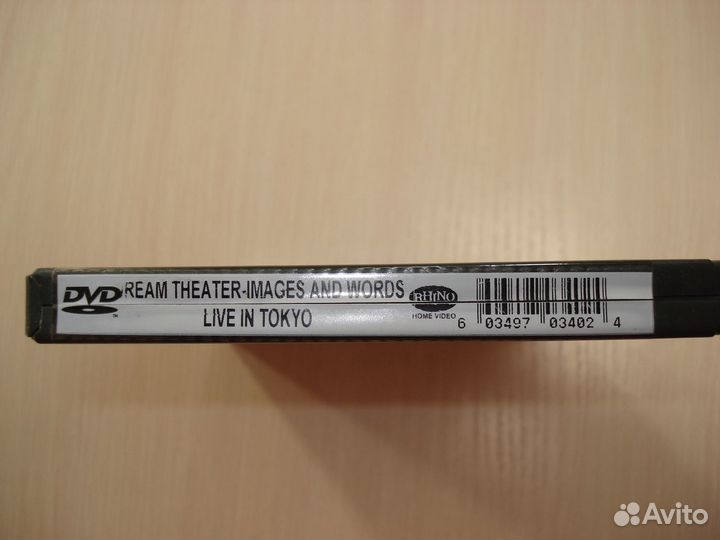 DVD REAM THEATER-IMAGES AND WORDS
LIVE IN TOKYO
RHINO
HOME VIDEO
6 03497 03402 4
Avito